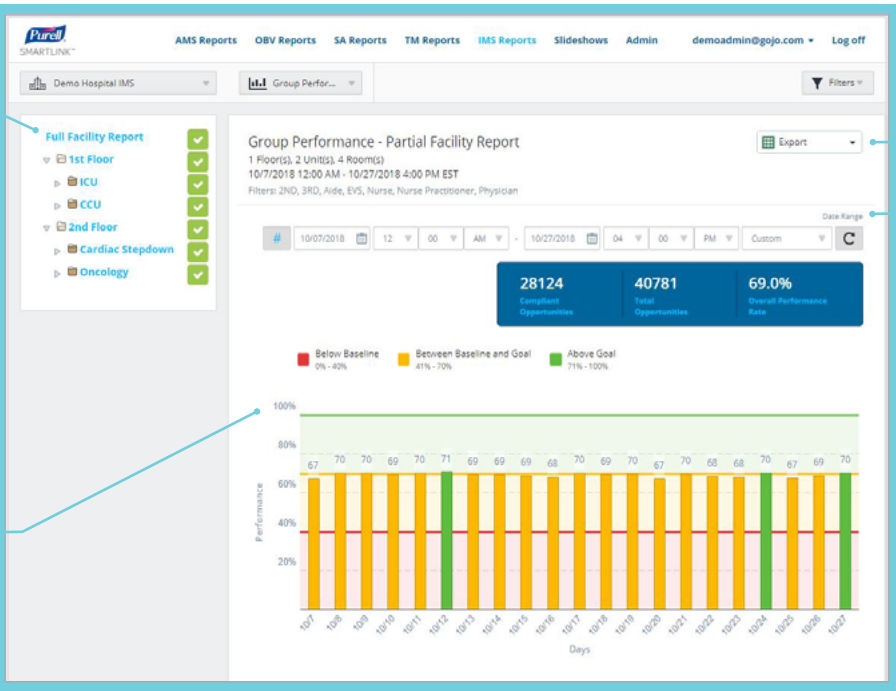 Purell
SMARTLINK™
AMS Reports OBV Reports SA Reports TM Reports IMS Reports Slideshows Admin demoadmin@gojo.com Log off
Demo Hospital IMS Group Perfor... Filters
Full Facility Report
1st Floor
ICU
CCU
2nd Floor
Cardiac Stepdown
Oncology
Group Performance - Partial Facility Report
Export
1 Floor(s), 2 Unit(s), 4 Room(s)
10/7/2018 12:00 AM - 10/27/2018 4:00 PM EST
Filters: 2ND, 3RD, Aide, EVS, Nurse, Nurse Practitioner, Physician
Date Range
# 10/07/2018 12 00 AM - 10/27/2018 04 00 PM Custom
28124 40781 69.0%
Compliant Opportunities
Total Opportunities
Overall Performance Rate
Below Baseline
0% - 40%
Between Baseline and Goal
41% - 70%
Above Goal
71% - 100%
100%
80%
60%
40%
20%
Performance
67 70 70 69 70 71 69 69 69 68 70 69 70 67 70 68 68 70 67 69 70
10/7 10/8 10/9 10/10 10/11 10/12 10/13 10/14 10/15 10/16 10/17 10/18 10/19 10/20 10/21 10/22 10/23 10/24 10/25 10/26 10/27
Days